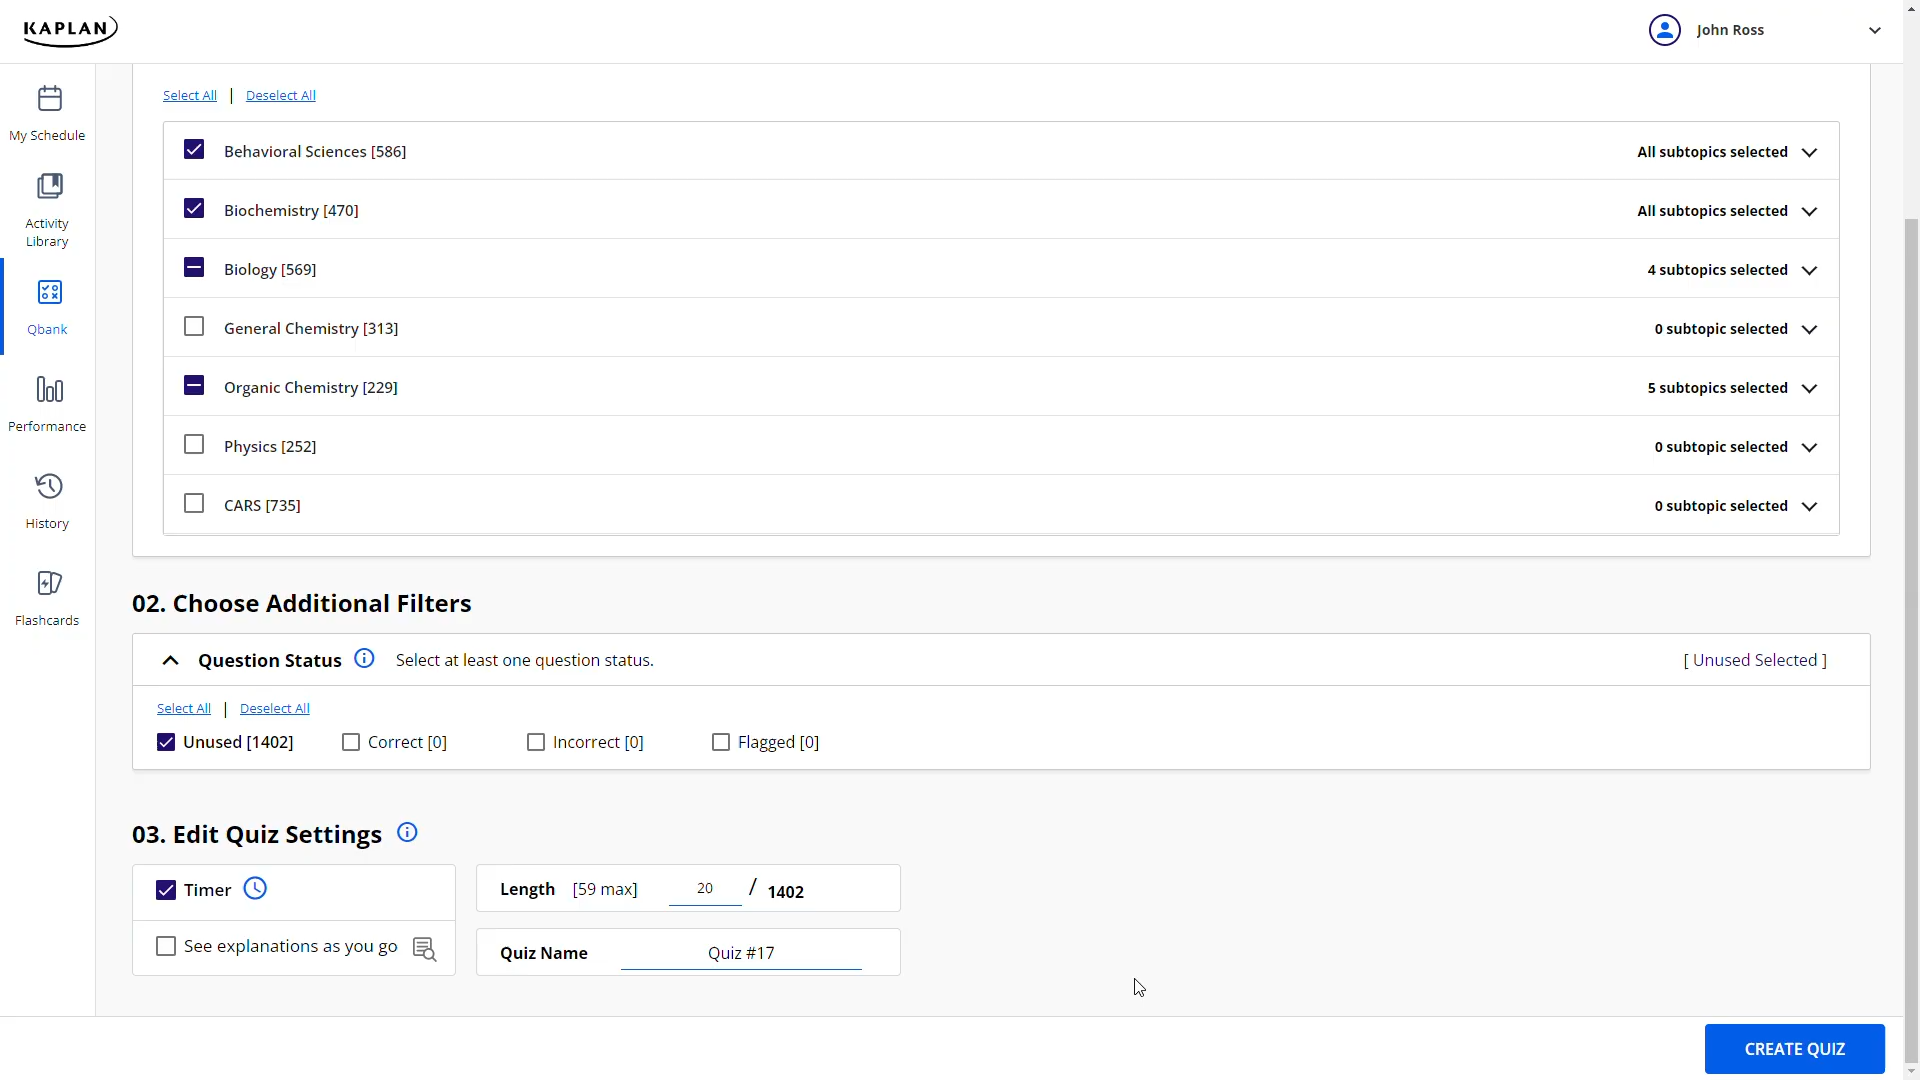 KAPLAN
John Ross
My Schedule
Activity
Library
Qbank
Performance
History
Flashcards
Select All | Deselect All
Behavioral Sciences [586] All subtopics selected
Biochemistry [470] All subtopics selected
Biology [569] 4 subtopics selected
General Chemistry [313] 0 subtopic selected
Organic Chemistry [229] 5 subtopics selected
Physics [252] 0 subtopic selected
CARS [735] 0 subtopic selected
02. Choose Additional Filters
Question Status Select at least one question status. [ Unused Selected ]
Select All | Deselect All
Unused [1402] Correct [0] Incorrect [0] Flagged [0]
03. Edit Quiz Settings
Timer
See explanations as you go
Length [59 max] 20 / 1402
Quiz Name Quiz #17
CREATE QUIZ